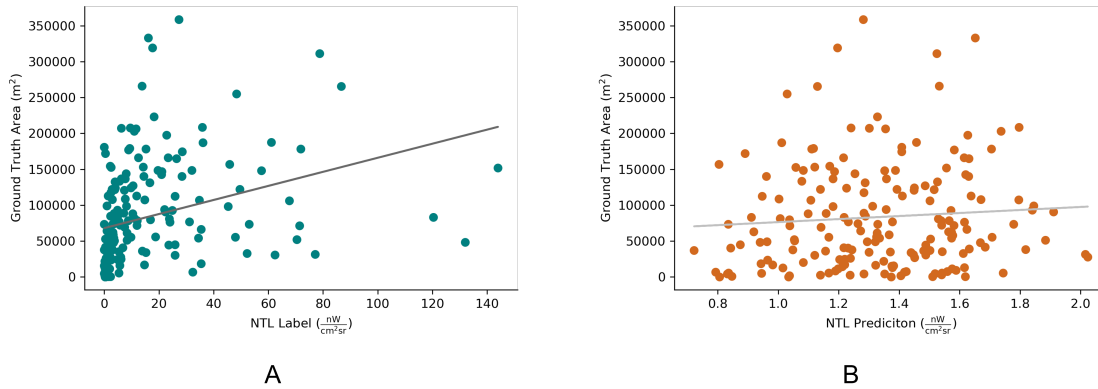 350000
300000
250000
200000
150000
100000
50000
0
Ground Truth Area (m²)
0 20 40 60 80 100 120 140
NTL Label (nW/cm²sr)
A
350000
300000
250000
200000
150000
100000
50000
0
Ground Truth Area (m²)
0.8 1.0 1.2 1.4 1.6 1.8 2.0
NTL Prediciton (nW/cm²sr)
B